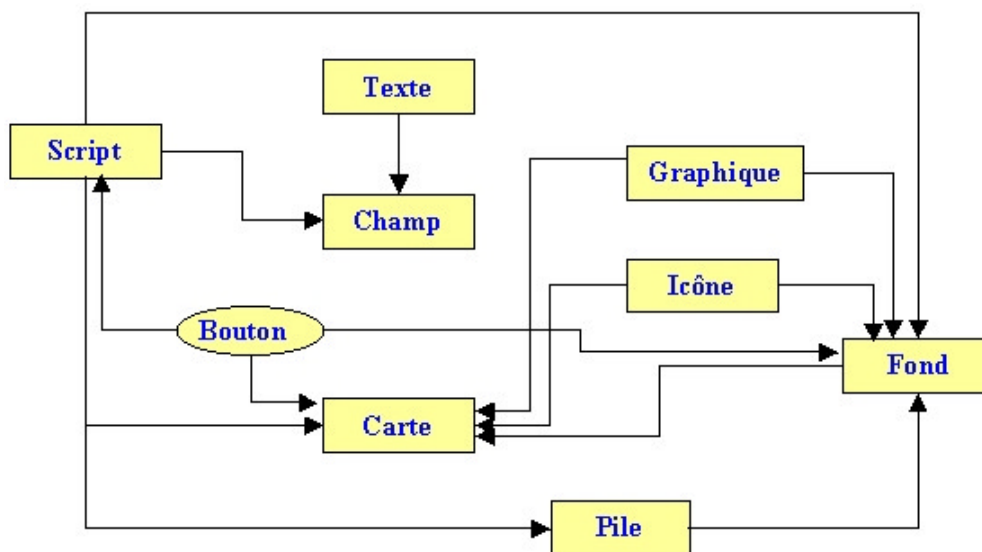 Texte
Script
Graphique
Champ
Icône
Bouton
Fond
Carte
Pile